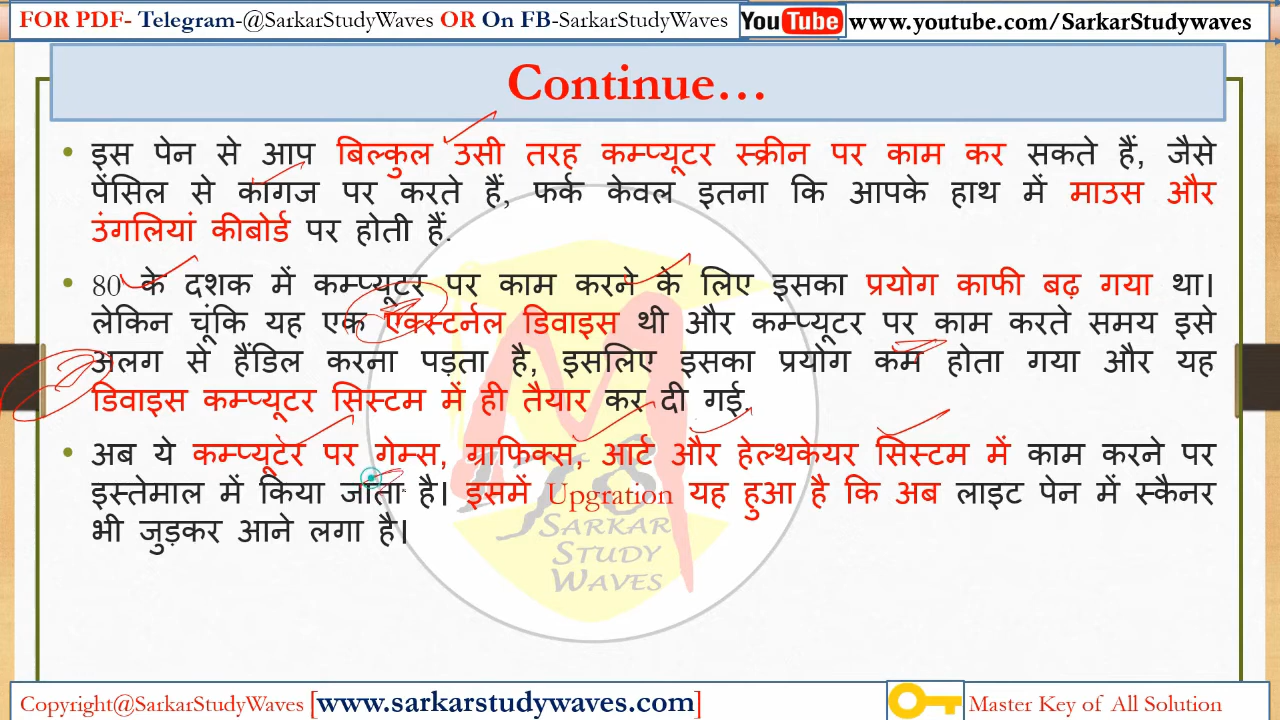 FOR PDF- Telegram-@SarkarStudyWaves OR On FB-SarkarStudyWaves
YouTube www.youtube.com/SarkarStudywaves
Continue…
• इस पेन से आप बिल्कुल उसी तरह कम्प्यूटर स्क्रीन पर काम कर सकते हैं, जैसे
पेंसिल से कागज पर करते हैं, फर्क केवल इतना कि आपके हाथ में माउस और
उंगलियां कीबोर्ड पर होती हैं.
• 80 के दशक में कम्प्यूटर पर काम करने के लिए इसका प्रयोग काफी बढ़ गया था।
लेकिन चूंकि यह एक एक्सटर्नल डिवाइस थी और कम्प्यूटर पर काम करते समय इसे
अलग से हैंडिल करना पड़ता है, इसलिए इसका प्रयोग कम होता गया और यह
डिवाइस कम्प्यूटर सिस्टम में ही तैयार कर दी गई.
• अब ये कम्प्यूटर पर गेम्स, ग्राफिक्स, आर्ट और हेल्थकेयर सिस्टम में काम करने पर
इस्तेमाल में किया जाता है। इसमें Upgration यह हुआ है कि अब लाइट पेन में स्कैनर
भी जुड़कर आने लगा है।
SARKAR
STUDY
WAVES
Copyright@SarkarStudyWaves [www.sarkarstudywaves.com]
Master Key of All Solution